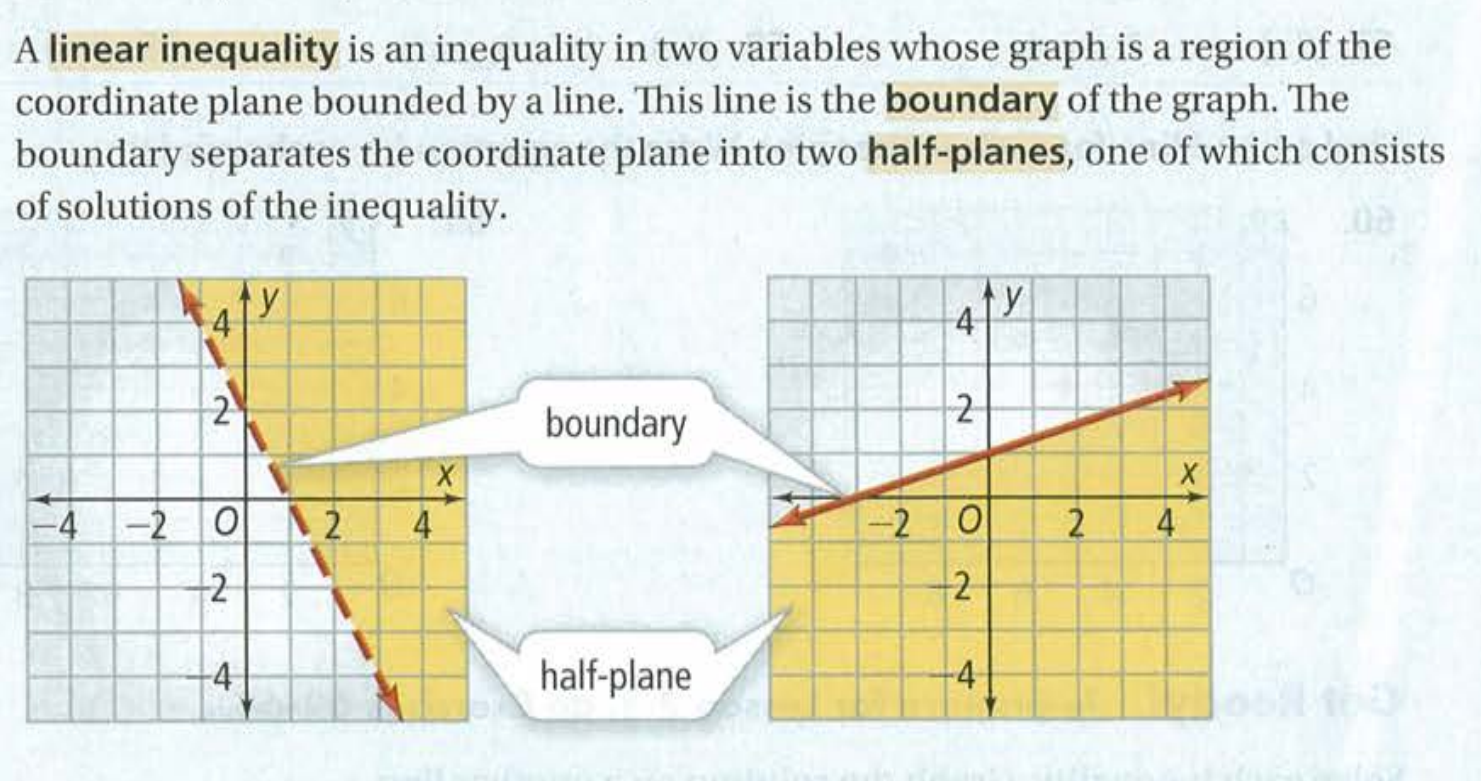 A linear inequality is an inequality in two variables whose graph is a region of the
coordinate plane bounded by a line. This line is the boundary of the graph. The
boundary separates the coordinate plane into two half-planes, one of which consists
of solutions of the inequality.
y
4
2
x
−4 −2 O 2 4
−2
−4
boundary
half-plane
y
4
2
x
−2 O 2 4
−2
−4